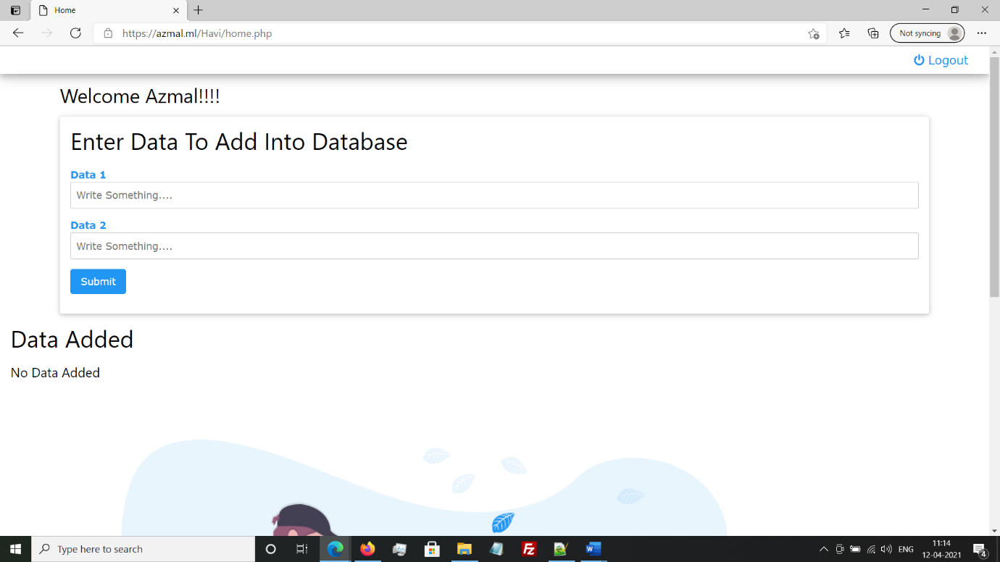 Home
https://azmal.ml/Havi/home.php
Not syncing
Logout
Welcome Azmal!!!!
Enter Data To Add Into Database
Data 1
Write Something....
Data 2
Write Something....
Submit
Data Added
No Data Added
Type here to search
Fz
W
ENG
11:14
12-04-2021
4